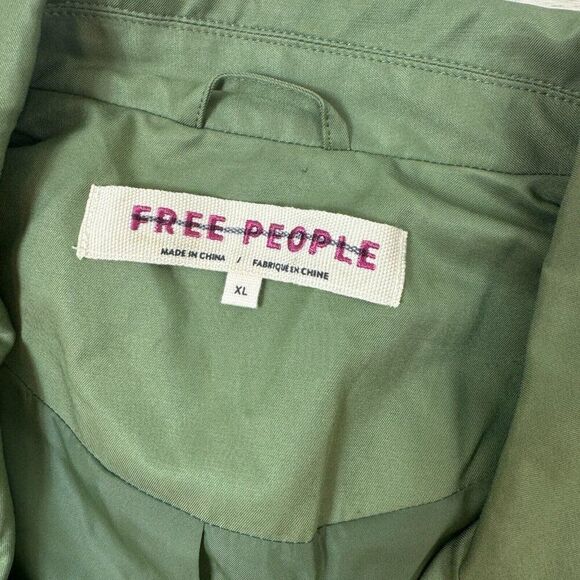 FREE PEOPLE
MADE IN CHINA / FABRIQUÉ EN CHINE
XL